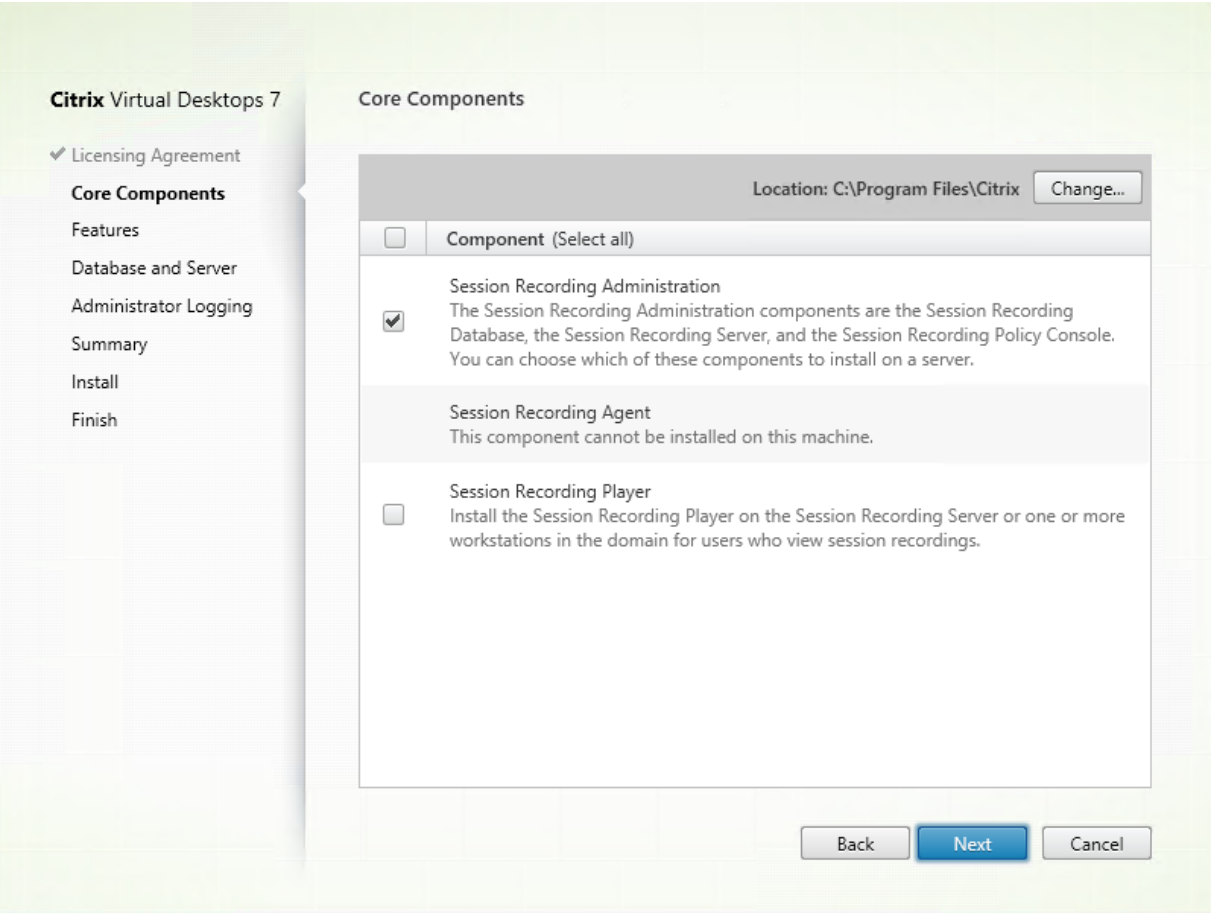 Citrix Virtual Desktops 7
Licensing Agreement
Core Components
Features
Database and Server
Administrator Logging
Summary
Install
Finish
Core Components
Location: C:\Program Files\Citrix
Change...
Component (Select all)
Session Recording Administration
The Session Recording Administration components are the Session Recording
Database, the Session Recording Server, and the Session Recording Policy Console.
You can choose which of these components to install on a server.
Session Recording Agent
This component cannot be installed on this machine.
Session Recording Player
Install the Session Recording Player on the Session Recording Server or one or more
workstations in the domain for users who view session recordings.
Back
Next
Cancel